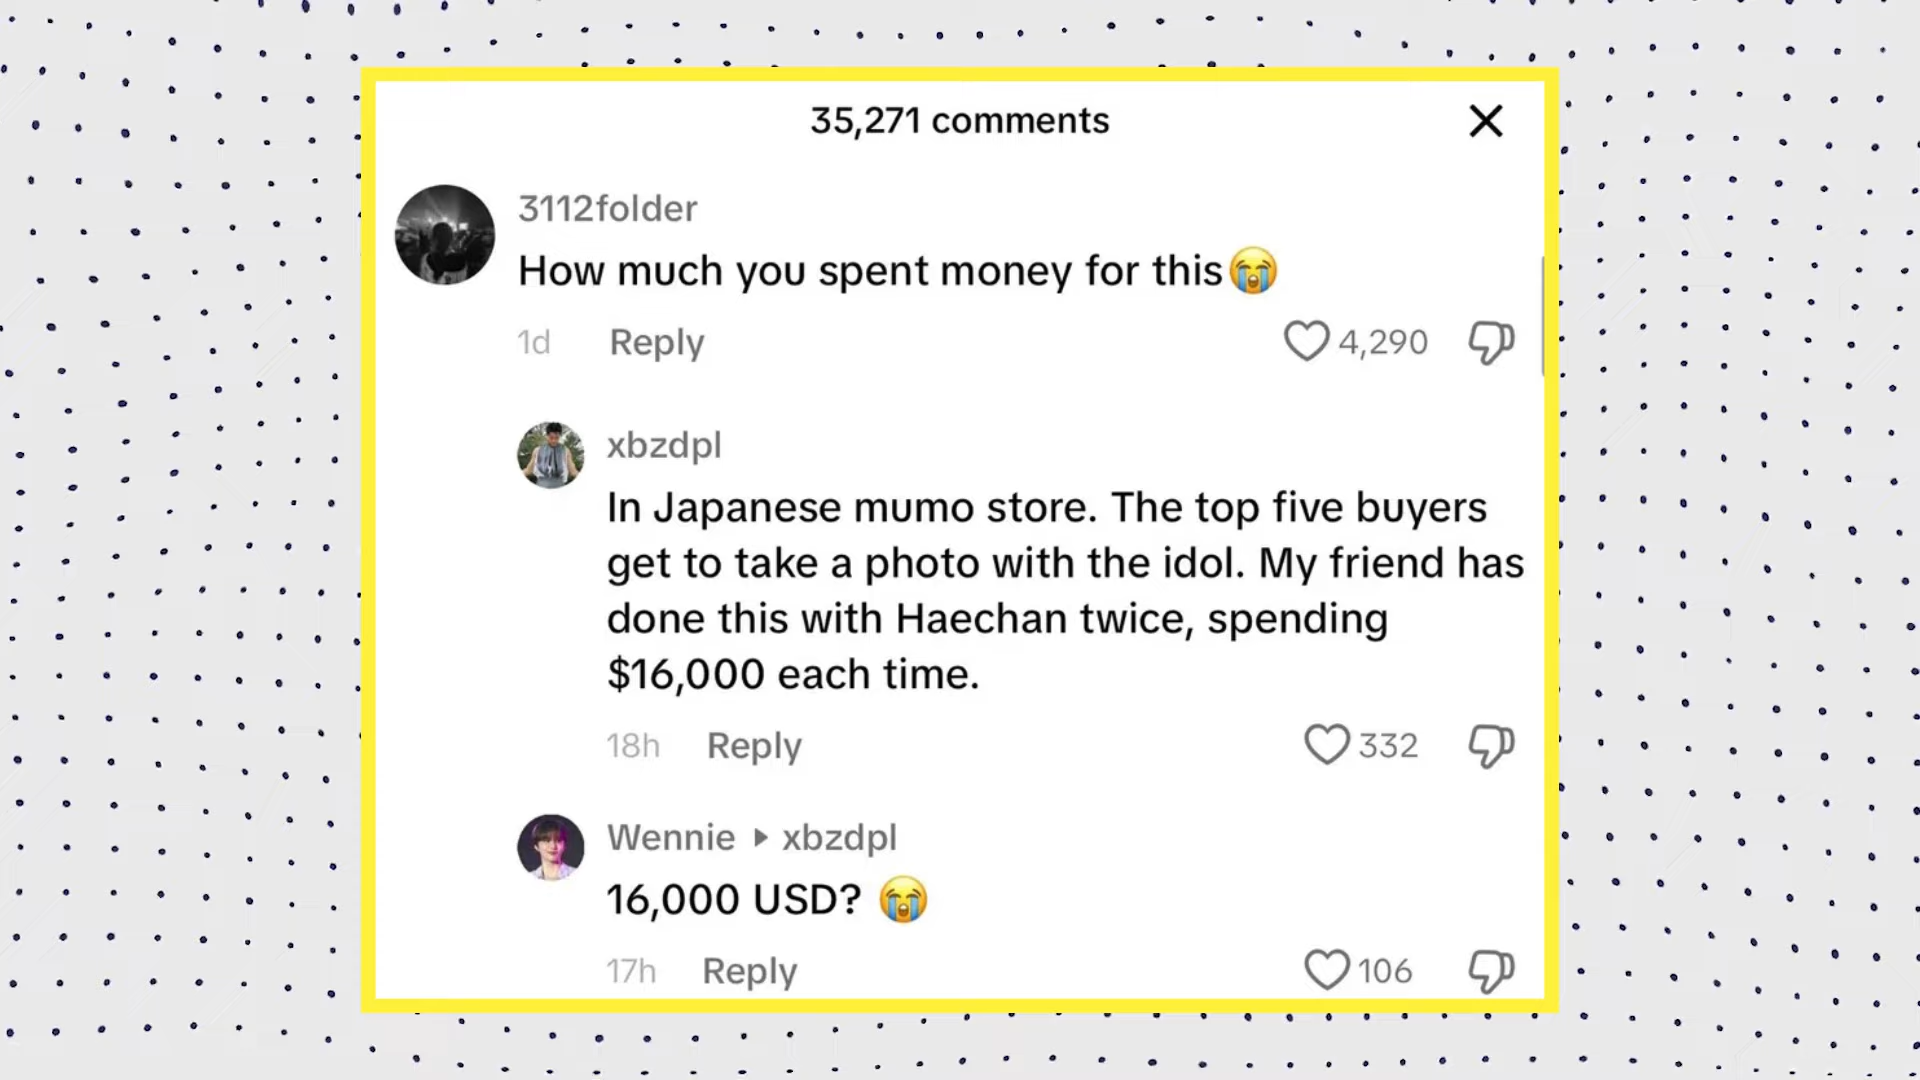 35,271 comments
3112folder
How much you spent money for this😭
1d Reply 4,290
xbzdpl
In Japanese mumo store. The top five buyers
get to take a photo with the idol. My friend has
done this with Haechan twice, spending
$16,000 each time.
18h Reply 332
Wennie ▸ xbzdpl
16,000 USD? 😭
17h Reply 106